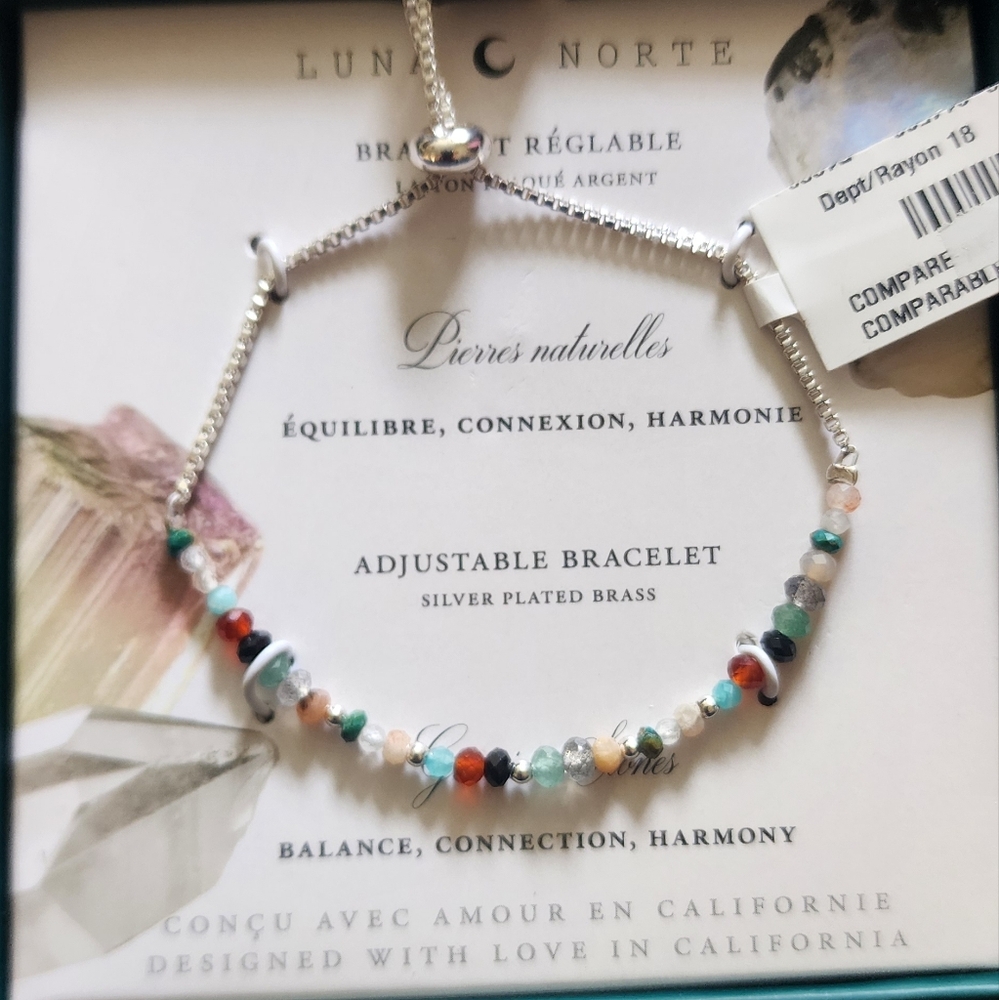 LUNA NORTE
RÉGLABLE
ARGENT
Pierres naturelles
ÉQUILIBRE, CONNEXION, HARMONIE
ADJUSTABLE BRACELET
SILVER PLATED BRASS
BALANCE, CONNECTION, HARMONY
CONÇU AVEC AMOUR EN CALIFORNIE
DESIGNED WITH LOVE IN CALIFORNIA
Dept/Rayon 18
COMPARE
COMPARABLE